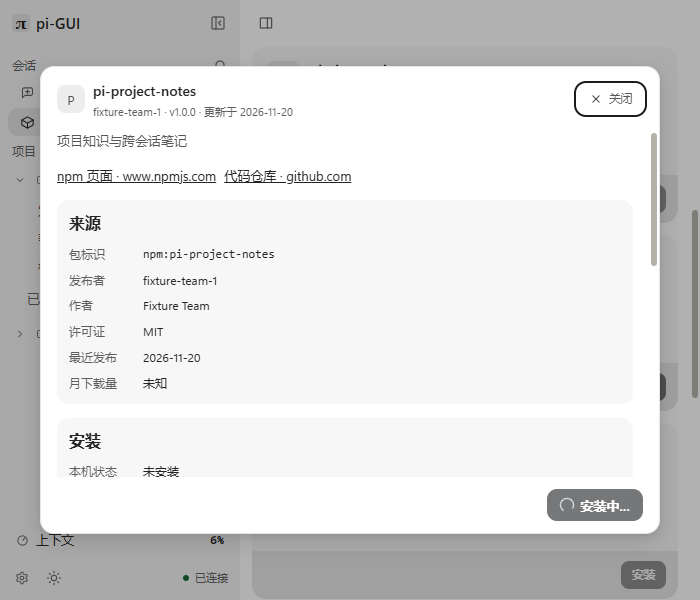 π pi-GUI
会话
项目
已
上下文 6%
已连接
P
pi-project-notes
fixture-team-1 · v1.0.0 · 更新于 2026-11-20
关闭
项目知识与跨会话笔记
npm 页面 · www.npmjs.com 代码仓库 · github.com
来源
包标识 npm:pi-project-notes
发布者 fixture-team-1
作者 Fixture Team
许可证 MIT
最近发布 2026-11-20
月下载量 未知
安装
本机状态 未安装
安装中...
安装